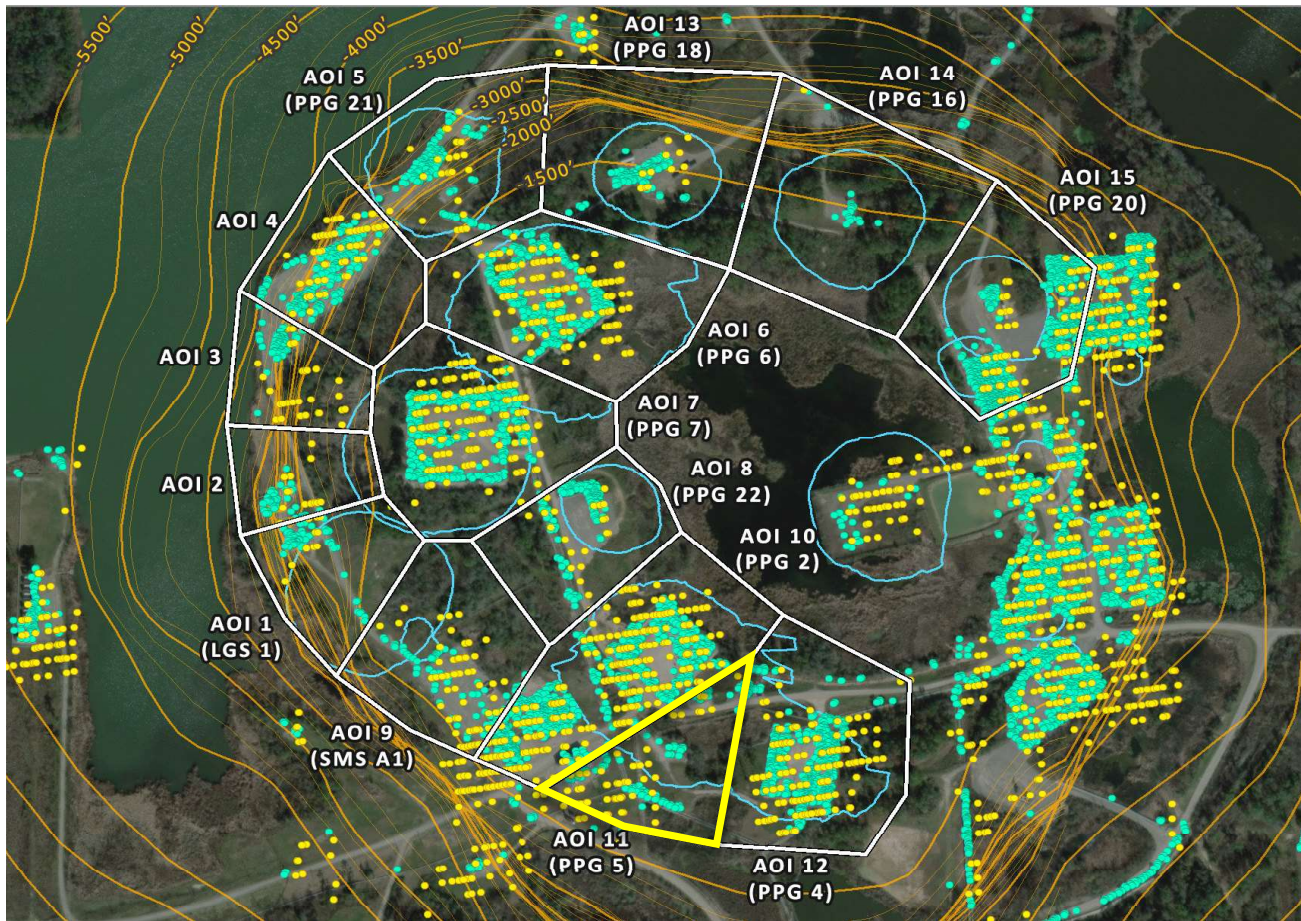 -5500'
-5000'
-4500'
-4000'
-3500'
-3000'
-2500'
-2000'
-1500'
AOI 13
(PPG 18)
AOI 5
(PPG 21)
AOI 14
(PPG 16)
AOI 15
(PPG 20)
AOI 4
AOI 3
AOI 6
(PPG 6)
AOI 7
(PPG 7)
AOI 2
AOI 8
(PPG 22)
AOI 10
(PPG 2)
AOI 1
(LGS 1)
AOI 9
(SMS A1)
AOI 11
(PPG 5)
AOI 12
(PPG 4)